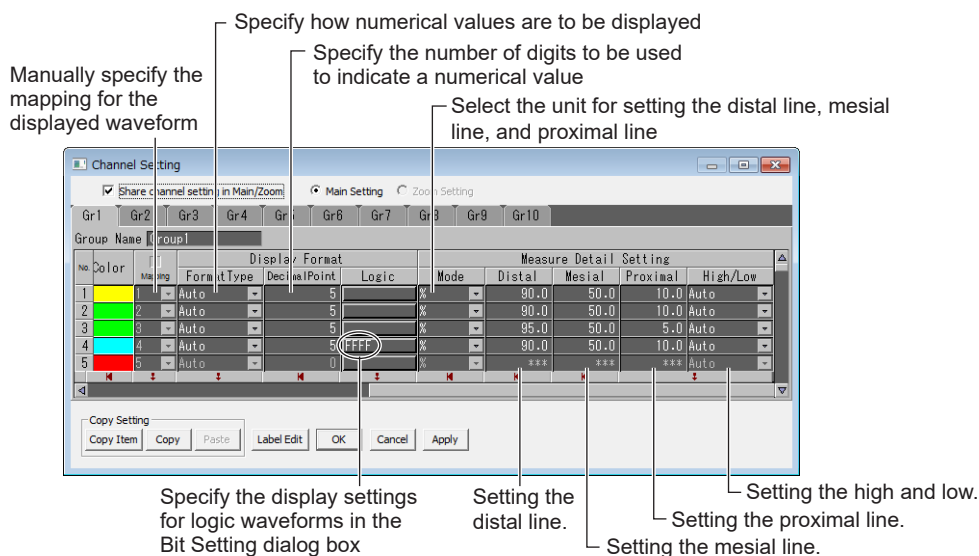 Specify how numerical values are to be displayed
Specify the number of digits to be used
to indicate a numerical value
Manually specify the
mapping for the
displayed waveform
Select the unit for setting the distal line, mesial
line, and proximal line
Channel Setting
Share channel setting in Main/Zoom Main Setting Zoom Setting
Gr1 Gr2 Gr3 Gr4 Gr5 Gr6 Gr7 Gr8 Gr9 Gr10
Group Name Group1
No. Color Mapping Display Format Measure Detail Setting
FormatType DecimalPoint Logic Mode Distal Mesial Proximal High/Low
1 1 Auto 5 % 90.0 50.0 10.0 Auto
2 2 Auto 5 % 90.0 50.0 10.0 Auto
3 3 Auto 5 % 95.0 50.0 5.0 Auto
4 4 Auto 5 FFFF % 90.0 50.0 10.0 Auto
5 5 Auto 0 % *** *** *** Auto
Copy Setting
Copy Item Copy Paste Label Edit OK Cancel Apply
Specify the display settings
for logic waveforms in the
Bit Setting dialog box
Setting the
distal line.
Setting the high and low.
Setting the proximal line.
Setting the mesial line.